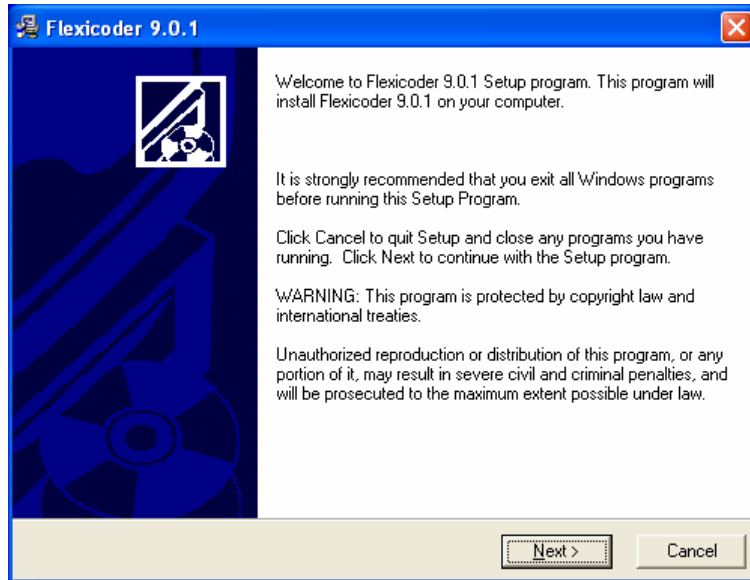 Flexicoder 9.0.1
Welcome to Flexicoder 9.0.1 Setup program. This program will
install Flexicoder 9.0.1 on your computer.
It is strongly recommended that you exit all Windows programs
before running this Setup Program.
Click Cancel to quit Setup and close any programs you have
running.  Click Next to continue with the Setup program.
WARNING: This program is protected by copyright law and
international treaties.
Unauthorized reproduction or distribution of this program, or any
portion of it, may result in severe civil and criminal penalties, and
will be prosecuted to the maximum extent possible under law.
Next >
Cancel